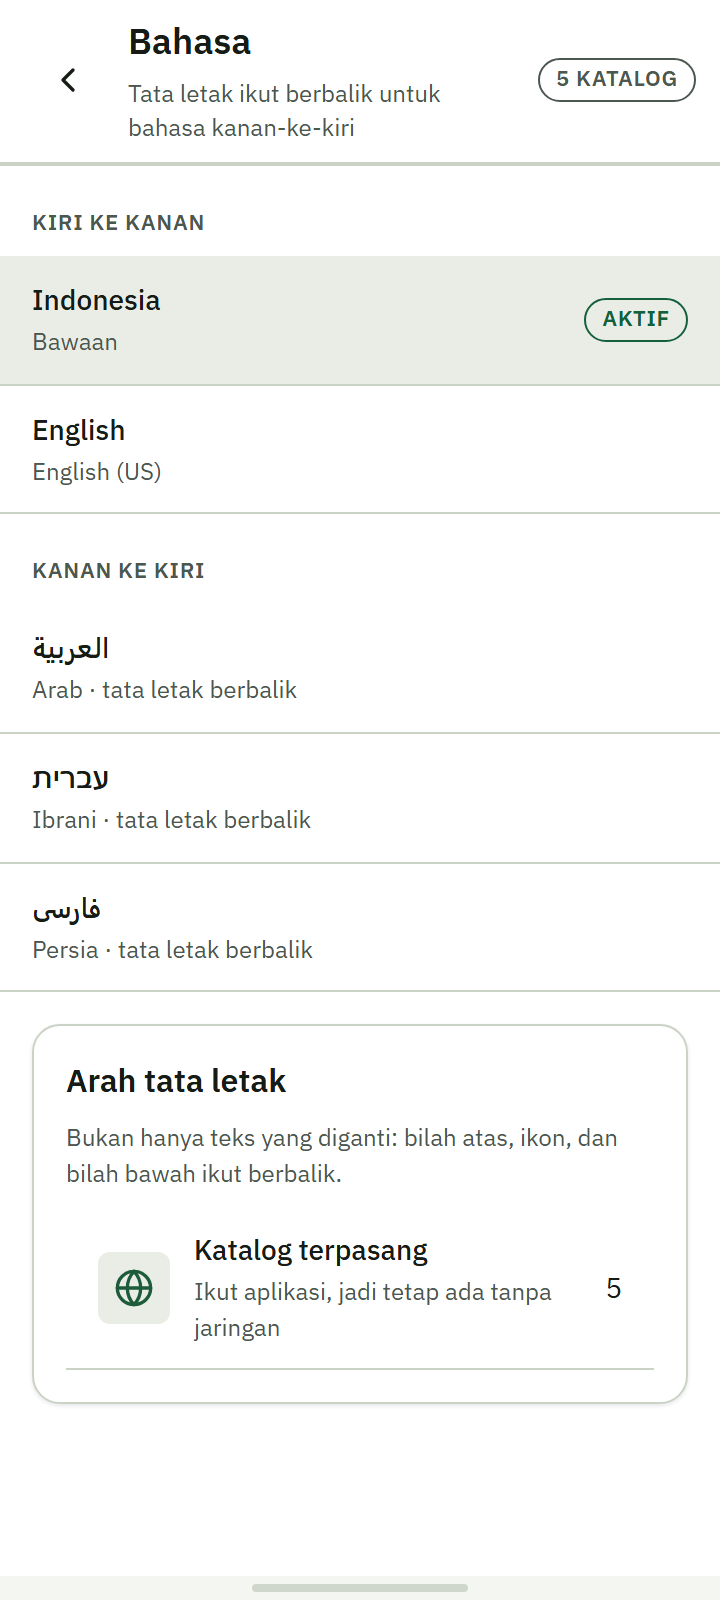 Bahasa
Tata letak ikut berbalik untuk
bahasa kanan-ke-kiri
5 KATALOG
KIRI KE KANAN
Indonesia
Bawaan
AKTIF
English
English (US)
KANAN KE KIRI
العربية
Arab · tata letak berbalik
עברית
Ibrani · tata letak berbalik
فارسی
Persia · tata letak berbalik
Arah tata letak
Bukan hanya teks yang diganti: bilah atas, ikon, dan
bilah bawah ikut berbalik.
Katalog terpasang
Ikut aplikasi, jadi tetap ada tanpa
jaringan
5